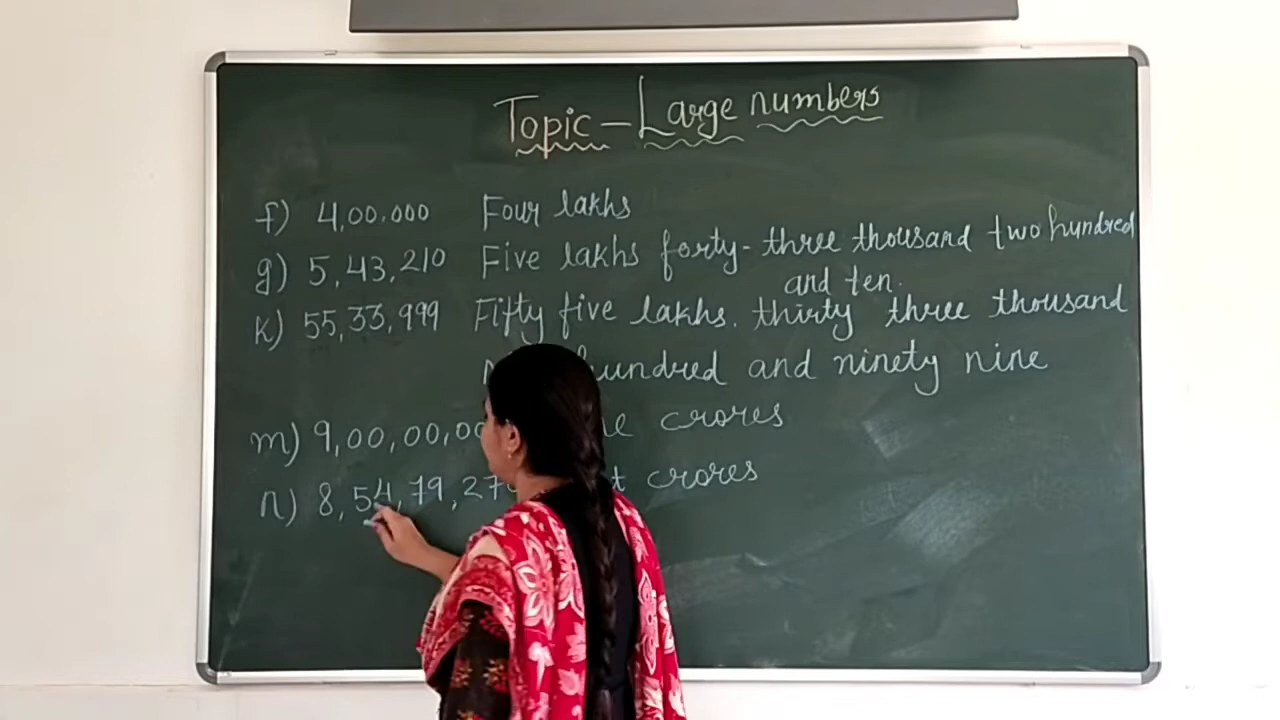 Topic - Large numbers
f) 4,00,000 Four lakhs
g) 5,43,210 Five lakhs forty-three thousand two hundred
and ten.
k) 55,33,999 Fifty five lakhs. thirty three thousand
hundred and ninety nine
m) 9,00,00,00 crores
n) 8,54,79,27 crores